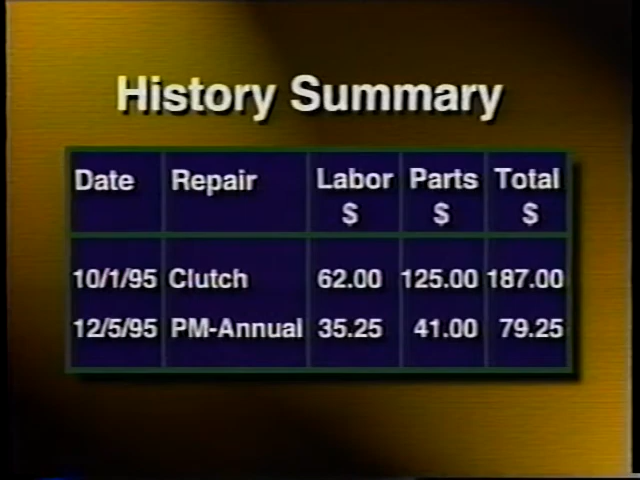 History Summary
Date Repair Labor Parts Total
$ $ $
10/1/95 Clutch 62.00 125.00 187.00
12/5/95 PM-Annual 35.25 41.00 79.25